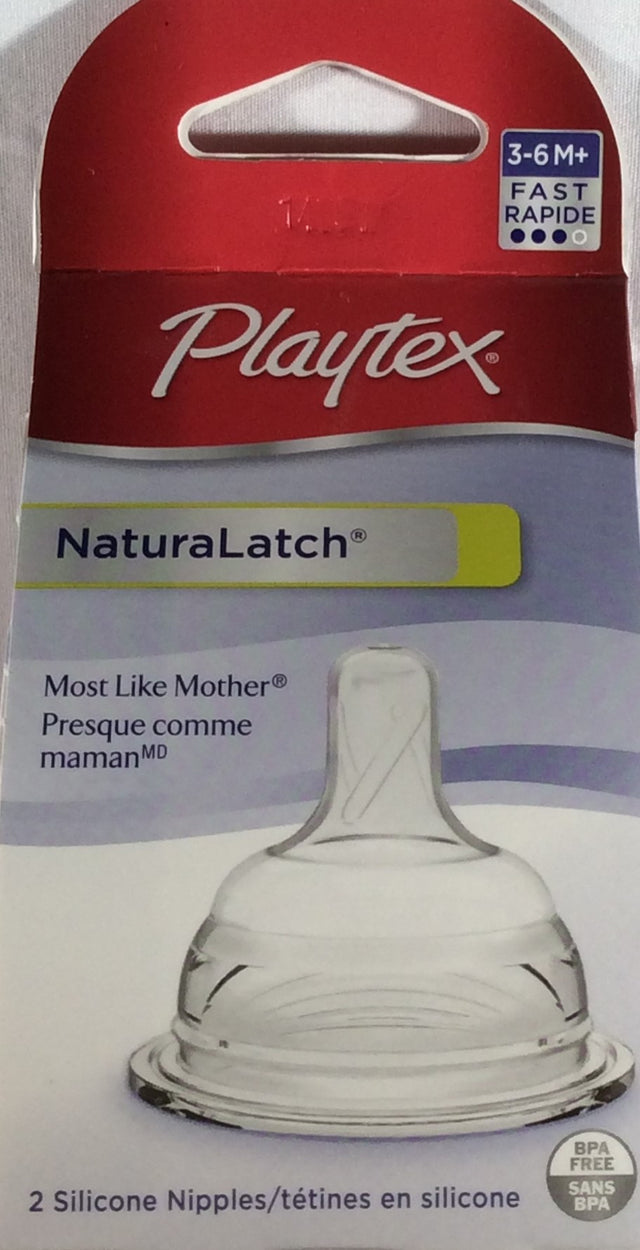 3-6 M+
FAST
RAPIDE
Playtex®
NaturaLatch®
Most Like Mother®
Presque comme
maman MD
BPA
FREE
SANS
BPA
2 Silicone Nipples/tétines en silicone